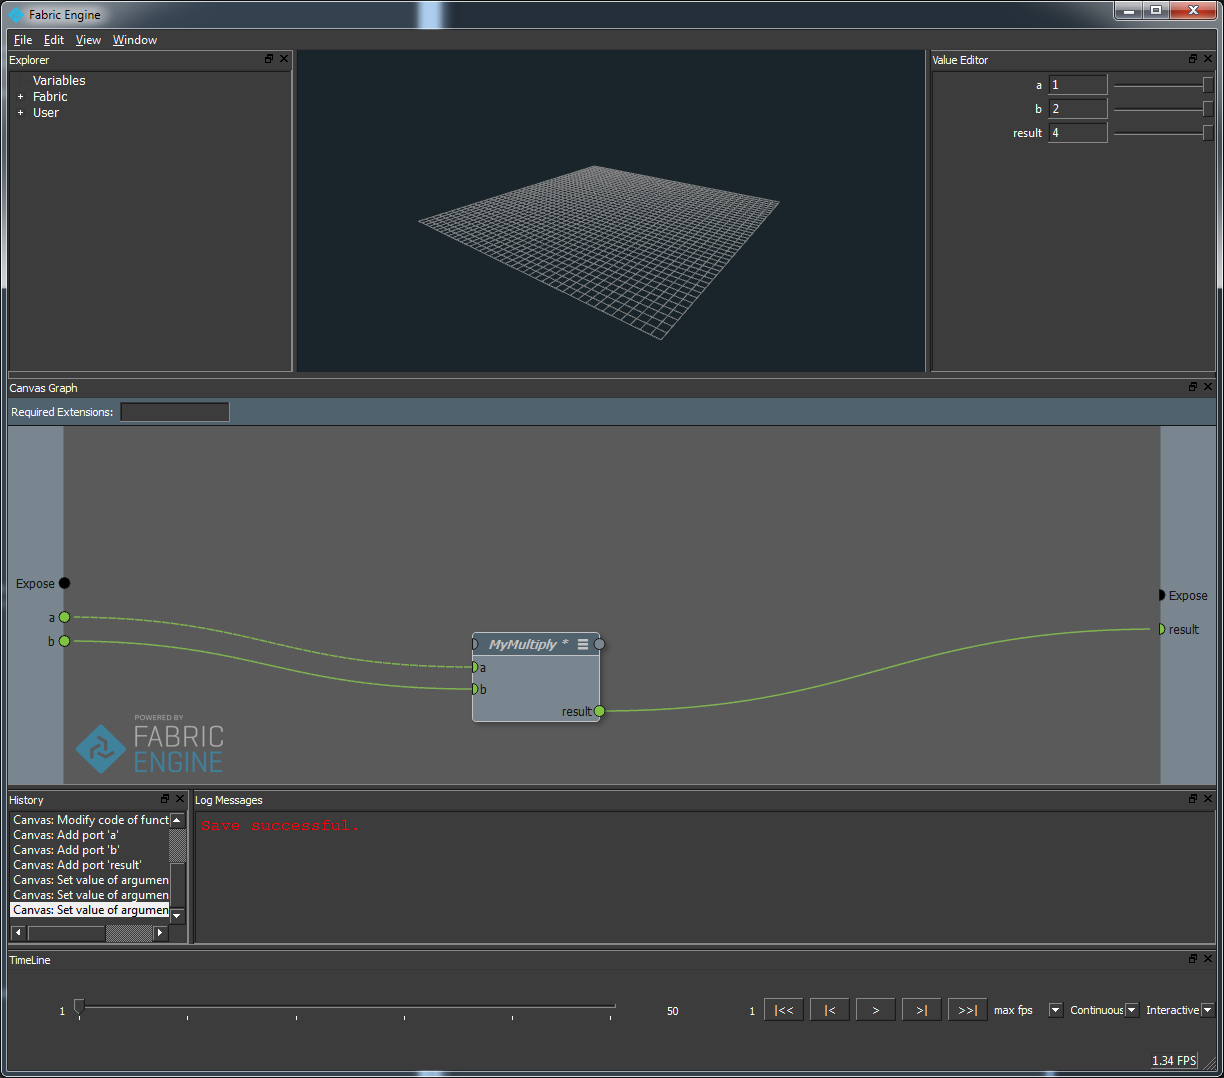 Fabric Engine
File Edit View Window
Explorer
Variables
+ Fabric
+ User
Value Editor
a 1
b 2
result 4
Canvas Graph
Required Extensions:
Expose
a
b
MyMultiply *
a
b
result
Expose
result
POWERED BY
FABRIC
ENGINE
History
Canvas: Modify code of funct
Canvas: Add port 'a'
Canvas: Add port 'b'
Canvas: Add port 'result'
Canvas: Set value of argumen
Canvas: Set value of argumen
Canvas: Set value of argumen
Log Messages
Save successful.
TimeLine
1 50 1 |<< |< > >| >>| max fps Continuous Interactive
1.34 FPS